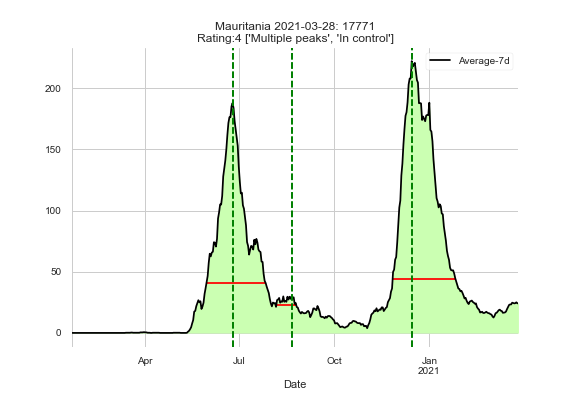 Mauritania 2021-03-28: 17771
Rating:4 ['Multiple peaks', 'In control']
Average-7d
200
150
100
50
0
Apr
Jul
Oct
Jan
2021
Date